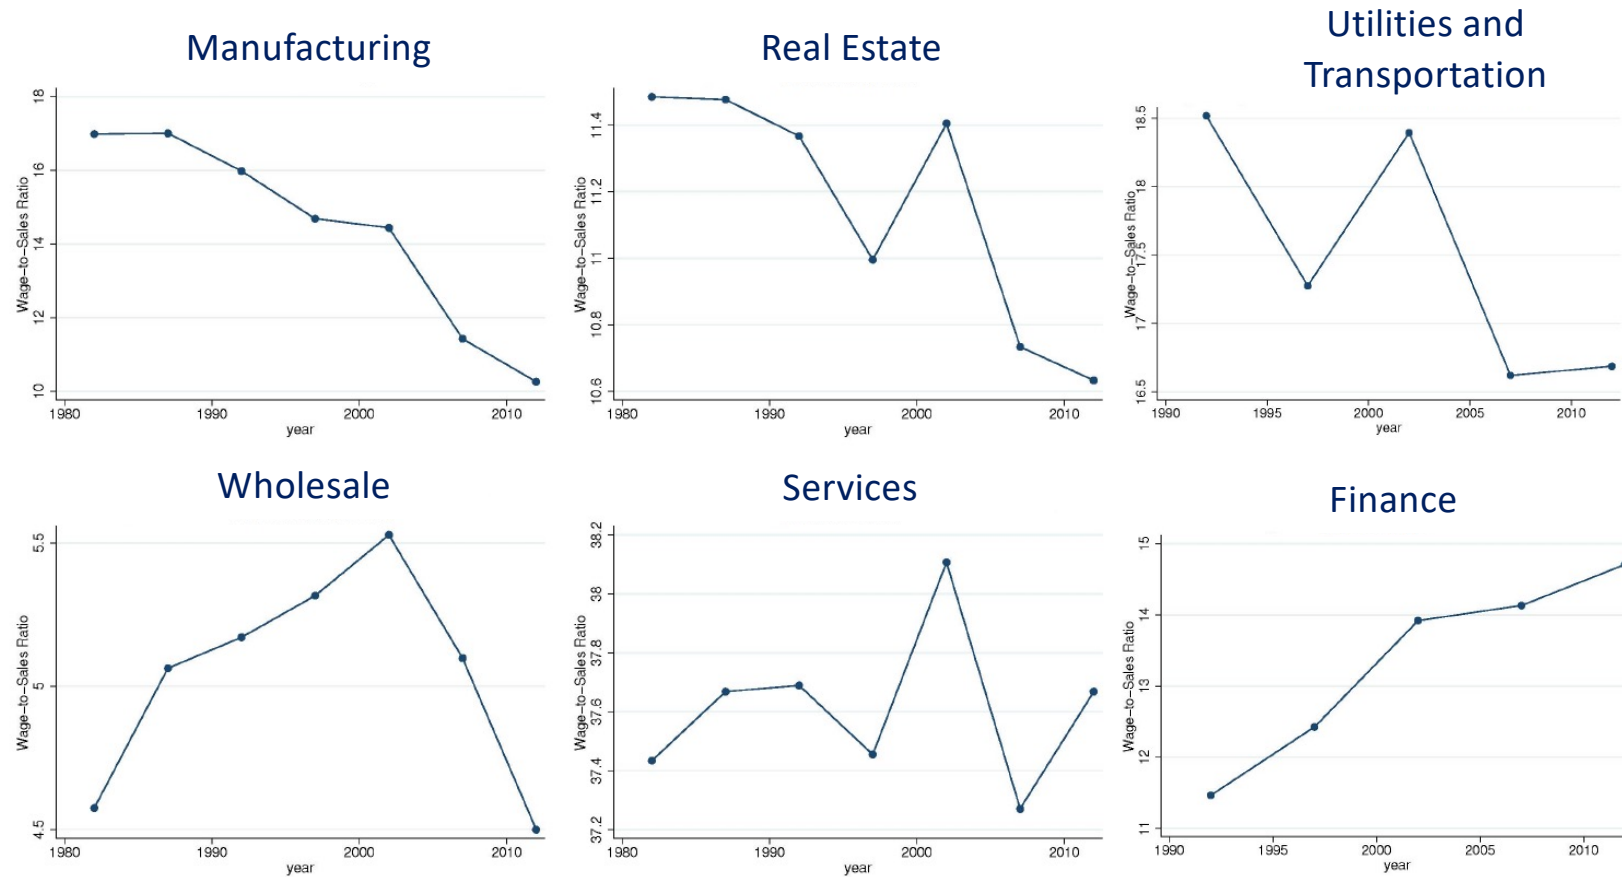 Manufacturing
Wage-to-Sales Ratio
18
16
14
12
10
1980 1990 2000 2010
year
Real Estate
Wage-to-Sales Ratio
11.4
11.2
11
10.8
10.6
1980 1990 2000 2010
year
Utilities and
Transportation
Wage-to-Sales Ratio
18.5
18
17.5
17
16.5
1990 1995 2000 2005 2010
year
Wholesale
Wage-to-Sales Ratio
5.5
5
4.5
1980 1990 2000 2010
year
Services
Wage-to-Sales Ratio
38.2
38
37.8
37.6
37.4
37.2
1980 1990 2000 2010
year
Finance
Wage-to-Sales Ratio
15
14
13
12
11
1990 1995 2000 2005 2010
year